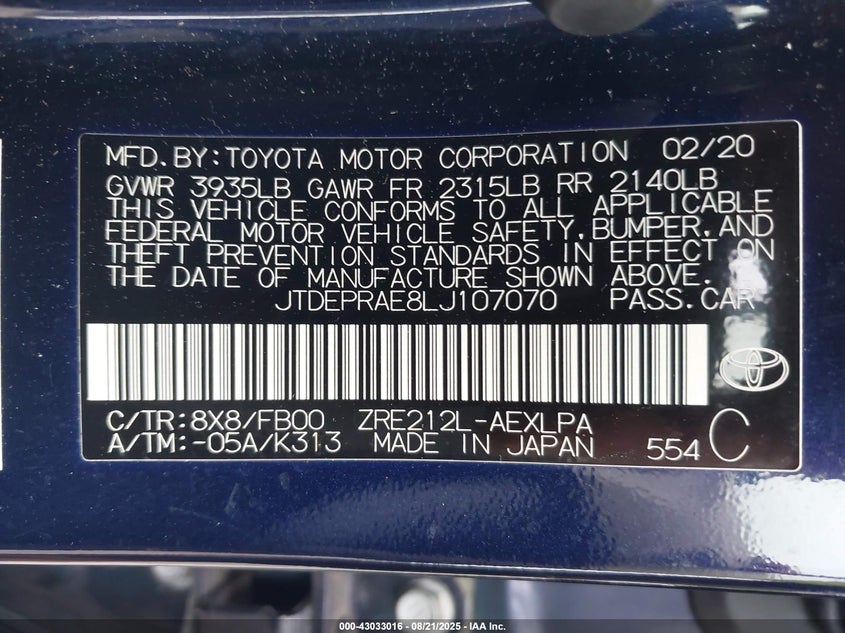 MFD.BY:TOYOTA MOTOR CORPORATION 02/20
GVWR 3935LB GAWR FR 2315LB RR 2140LB
THIS VEHICLE CONFORMS TO ALL APPLICABLE
FEDERAL MOTOR VEHICLE SAFETY,BUMPER,AND
THEFT PREVENTION STANDARDS IN EFFECT ON
THE DATE OF MANUFACTURE SHOWN ABOVE.
JTDEPRAE8LJ107070 PASS.CAR
C/TR:8X8/FB00 ZRE212L-AEXLPA
A/TM:-05A/K313 MADE IN JAPAN 554 C
000-43033016 - 08/21/2025 - IAA Inc.